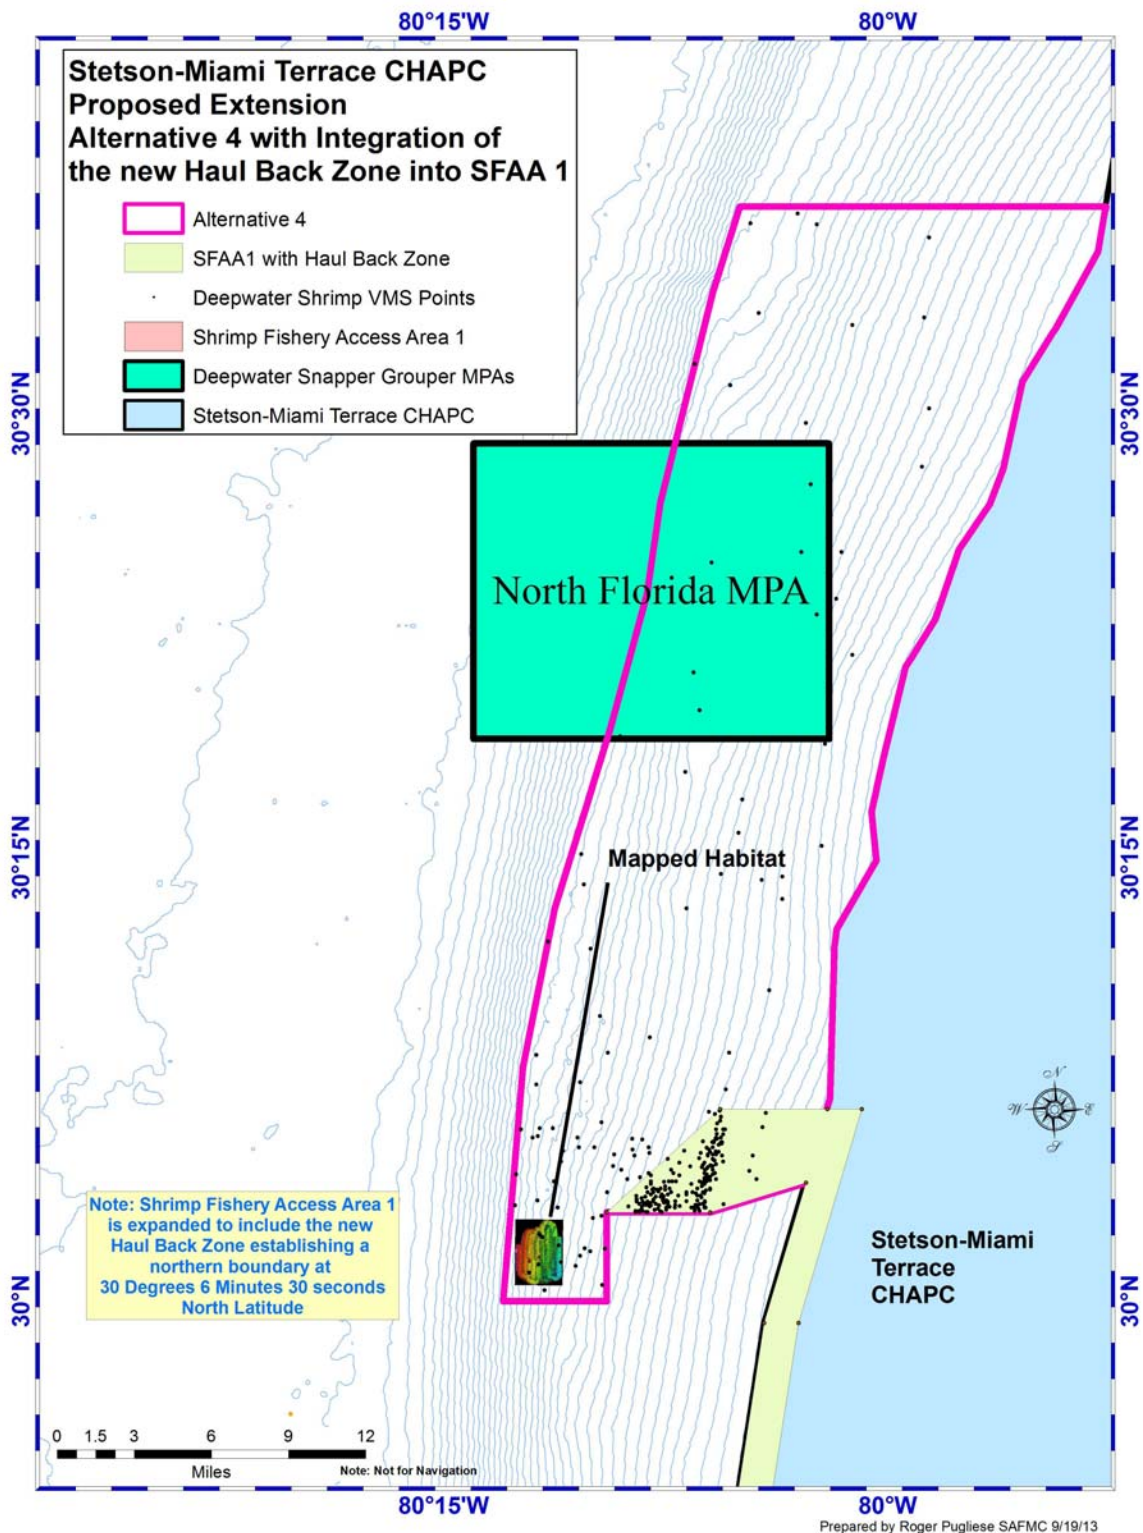 80°15'W
80°W
Stetson-Miami Terrace CHAPC
Proposed Extension
Alternative 4 with Integration of
the new Haul Back Zone into SFAA 1
Alternative 4
SFAA1 with Haul Back Zone
Deepwater Shrimp VMS Points
Shrimp Fishery Access Area 1
Deepwater Snapper Grouper MPAs
Stetson-Miami Terrace CHAPC
30°30'N
30°30'N
North Florida MPA
30°15'N
30°15'N
Mapped Habitat
N
W
E
S
Note: Shrimp Fishery Access Area 1
is expanded to include the new
Haul Back Zone establishing a
northern boundary at
30 Degrees 6 Minutes 30 seconds
North Latitude
Stetson-Miami
Terrace
CHAPC
30°N
30°N
0 1.5 3 6 9 12
Miles
Note: Not for Navigation
80°15'W
80°W
Prepared by Roger Pugliese SAFMC 9/19/13